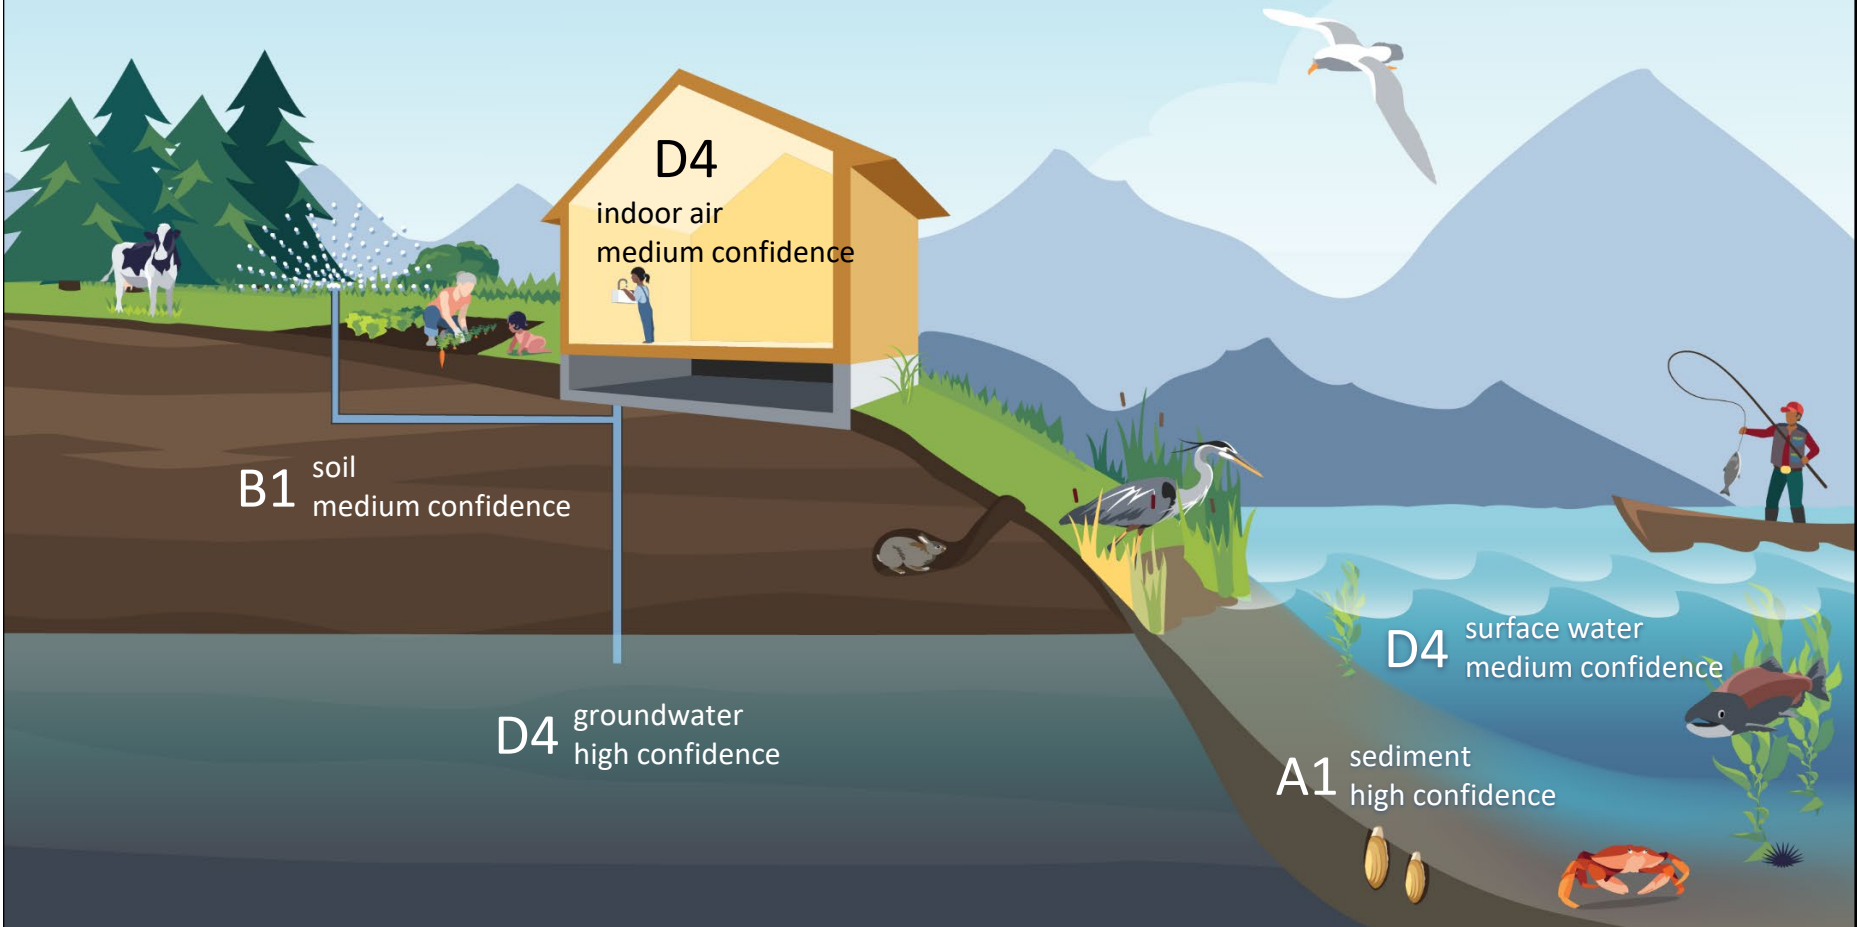 D4
indoor air
medium confidence
B1
soil
medium confidence
D4
surface water
medium confidence
D4
groundwater
high confidence
A1
sediment
high confidence